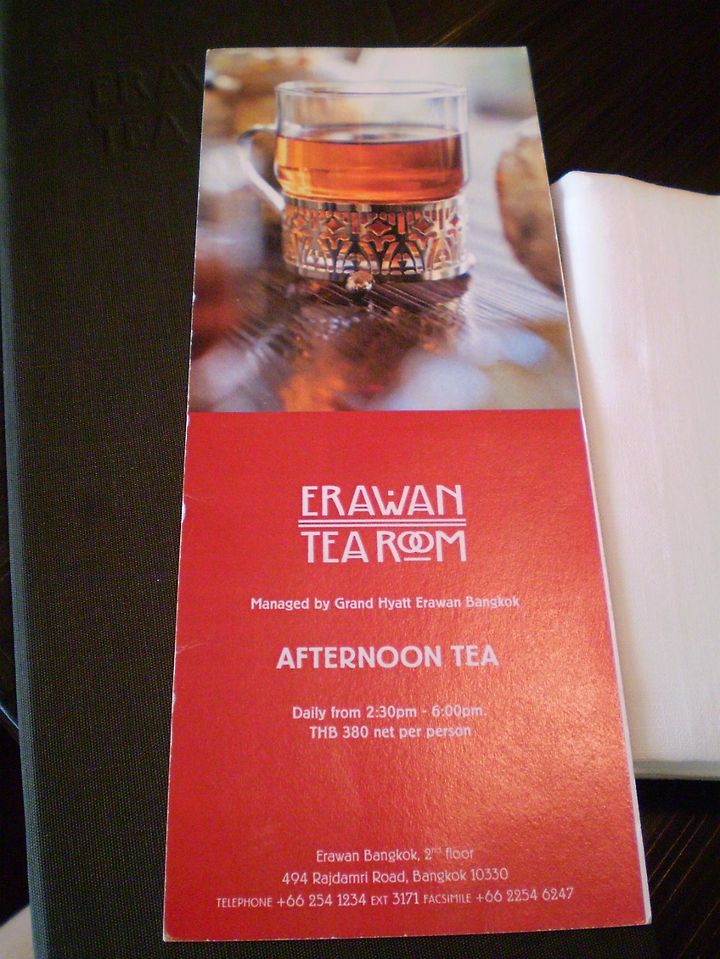 ERAW
TEA
ERAWAN
TEA ROOM
Managed by Grand Hyatt Erawan Bangkok
AFTERNOON TEA
Daily from 2:30pm - 6:00pm.
THB 380 net per person
Erawan Bangkok, 2nd floor
494 Rajdamri Road, Bangkok 10330
TELEPHONE +66 254 1234 EXT 3171 FACSIMILE +66 2254 6247